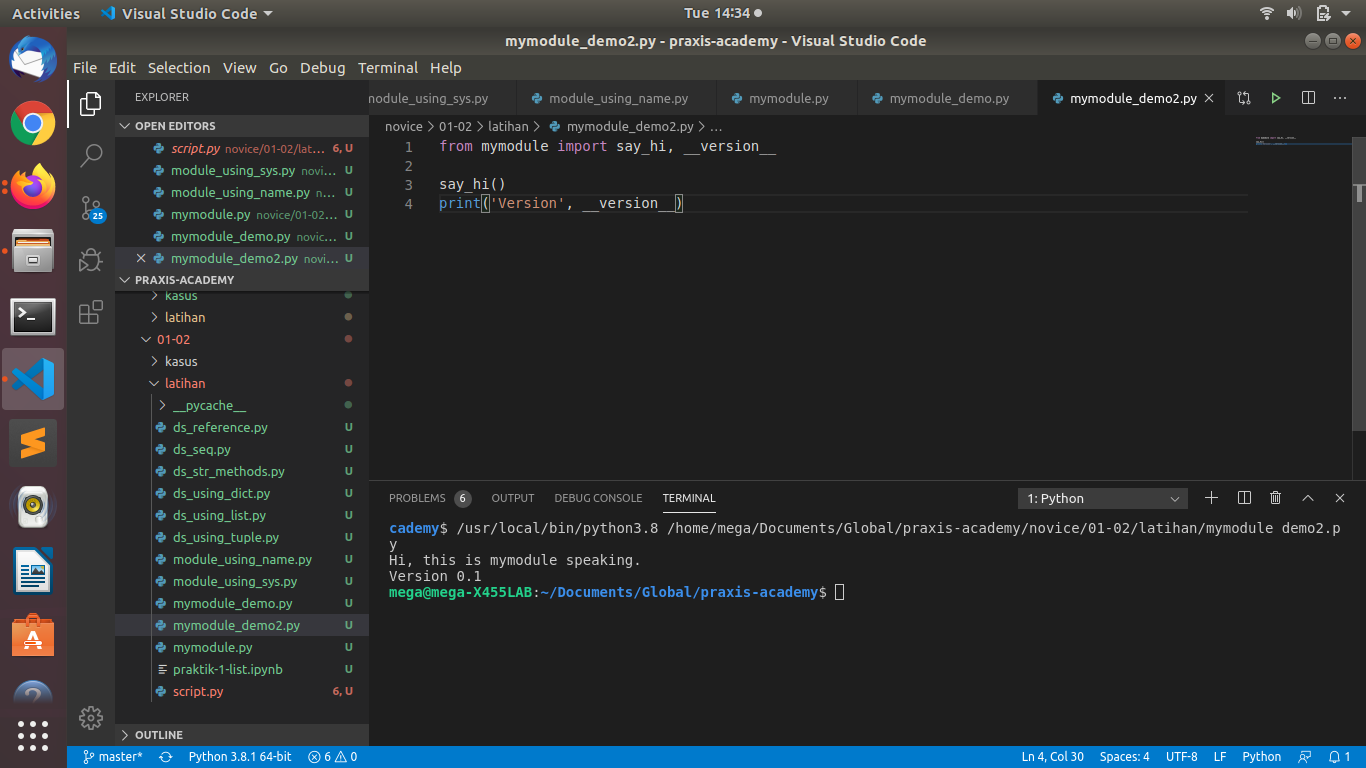 Activities Visual Studio Code Tue 14:34
mymodule_demo2.py - praxis-academy - Visual Studio Code
File Edit Selection View Go Debug Terminal Help
EXPLORER
OPEN EDITORS
script.py novice/01-02/lat... 6, U
module_using_sys.py novi... U
module_using_name.py n... U
mymodule.py novice/01-02... U
mymodule_demo.py novic... U
mymodule_demo2.py novi... U
PRAXIS-ACADEMY
kasus
latihan
01-02
kasus
latihan
__pycache__
ds_reference.py U
ds_seq.py U
ds_str_methods.py U
ds_using_dict.py U
ds_using_list.py U
ds_using_tuple.py U
module_using_name.py U
module_using_sys.py U
mymodule_demo.py U
mymodule_demo2.py U
mymodule.py U
praktik-1-list.ipynb U
script.py 6, U
OUTLINE
25
module_using_sys.py module_using_name.py mymodule.py mymodule_demo.py mymodule_demo2.py
novice > 01-02 > latihan > mymodule_demo2.py > ...
1 from mymodule import say_hi, __version__
2
3 say_hi()
4 print('Version', __version__)
PROBLEMS 6 OUTPUT DEBUG CONSOLE TERMINAL 1: Python
cademy$ /usr/local/bin/python3.8 /home/mega/Documents/Global/praxis-academy/novice/01-02/latihan/mymodule demo2.p
y
Hi, this is mymodule speaking.
Version 0.1
mega@mega-X455LAB:~/Documents/Global/praxis-academy$
master* Python 3.8.1 64-bit 6 0 Ln 4, Col 30 Spaces: 4 UTF-8 LF Python 1